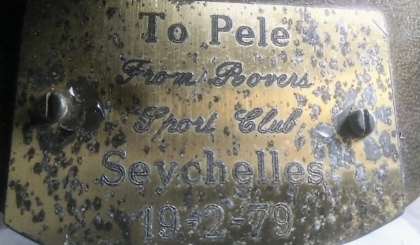 To Pele
From Rovers
Sport Club
Seychelles
19-2-79